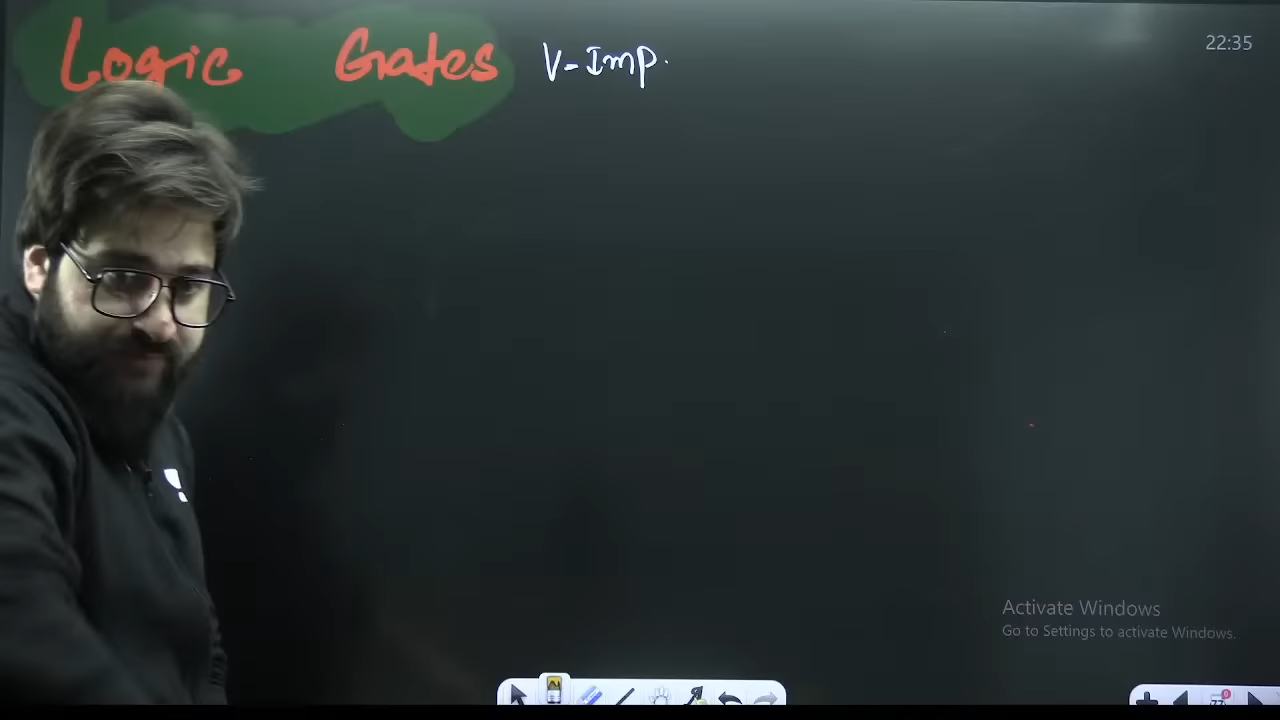 Logic Gates V-Imp.
22:35
Activate Windows
Go to Settings to activate Windows.